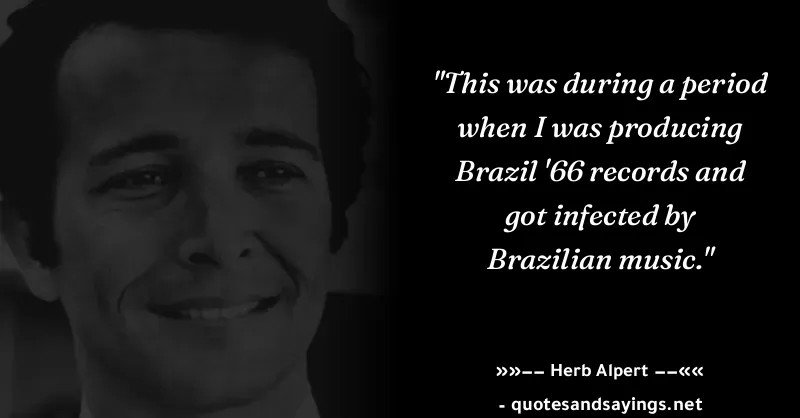 "This was during a period
when I was producing
Brazil '66 records and
got infected by
Brazilian music."
»»−− Herb Alpert −−««
- quotesandsayings.net